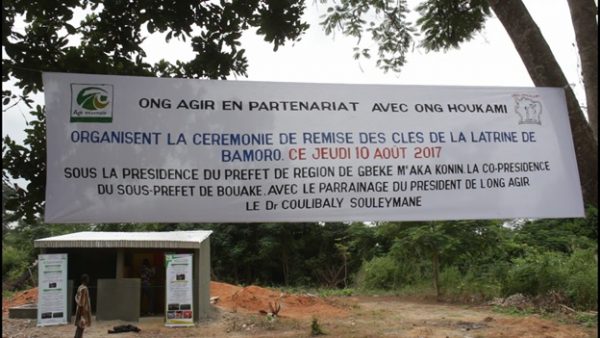 ONG AGIR EN PARTENARIAT AVEC ONG HOUKAMI
ORGANISENT LA CEREMONIE DE REMISE DES CLES DE LA LATRINE DE
BAMORO. CE JEUDI 10 AOUT 2017
SOUS LA PRESIDENCE DU PREFET DE REGION DE GBEKE M'AKA KONIN. LA CO-PRESIDENCE
DU SOUS-PREFET DE BOUAKE. AVEC LE PARRAINAGE DU PRESIDENT DE LONG AGIR
LE Dr COULIBALY SOULEYMANE